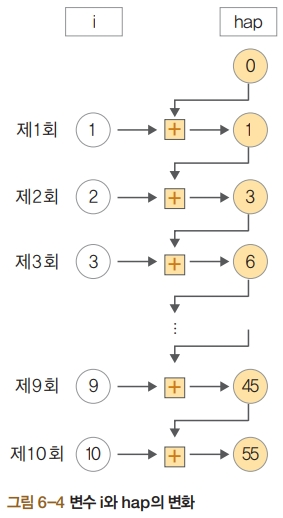 i hap
0
제1회 1 + 1
제2회 2 + 3
제3회 3 + 6
⋮
제9회 9 + 45
제10회 10 + 55
그림 6-4 변수 i와 hap의 변화